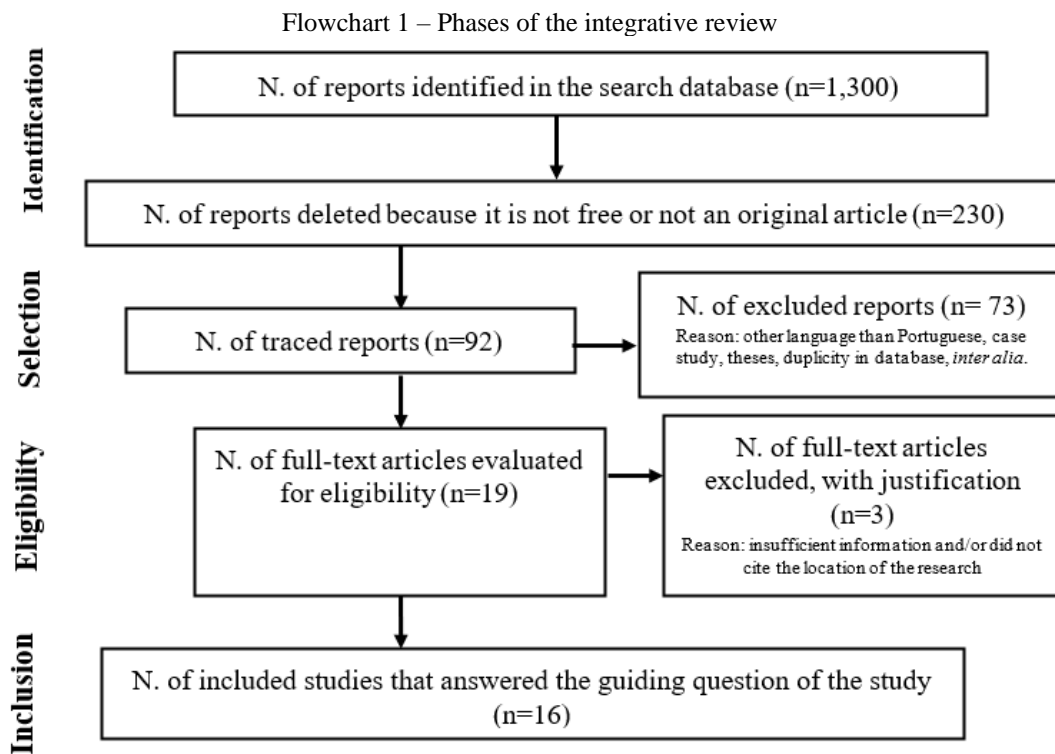 Flowchart 1 – Phases of the integrative review
Identification
N. of reports identified in the search database (n=1,300)
N. of reports deleted because it is not free or not an original article (n=230)
Selection
N. of traced reports (n=92)
N. of excluded reports (n= 73)
Reason: other language than Portuguese, case
study, theses, duplicity in database, inter alia.
Eligibility
N. of full-text articles evaluated
for eligibility (n=19)
N. of full-text articles
excluded, with justification
(n=3)
Reason: insufficient information and/or did not
cite the location of the research
Inclusion
N. of included studies that answered the guiding question of the study
(n=16)